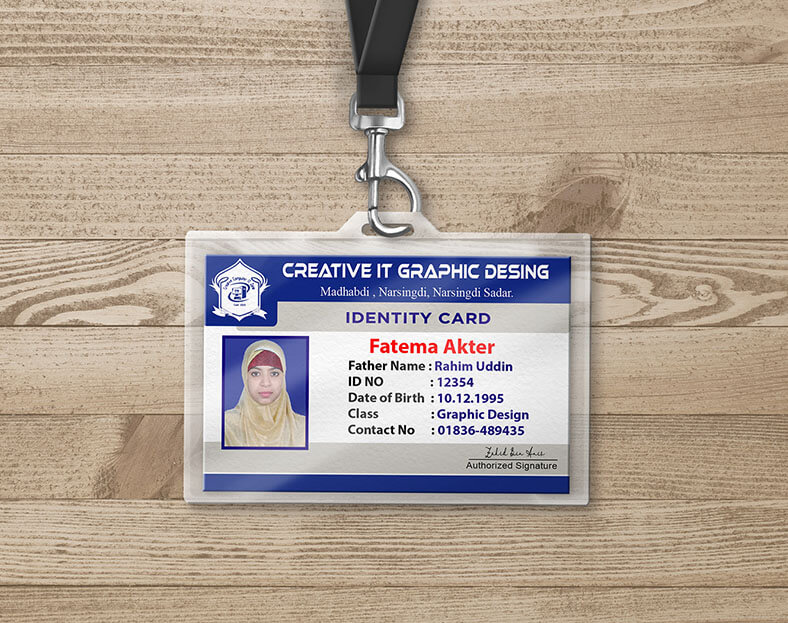 CREATIVE IT GRAPHIC DESING
Madhabdi , Narsingdi, Narsingdi Sadar.
IDENTITY CARD
Fatema Akter
Father Name : Rahim Uddin
ID NO : 12354
Date of Birth : 10.12.1995
Class : Graphic Design
Contact No : 01836-489435
Authorized Signature